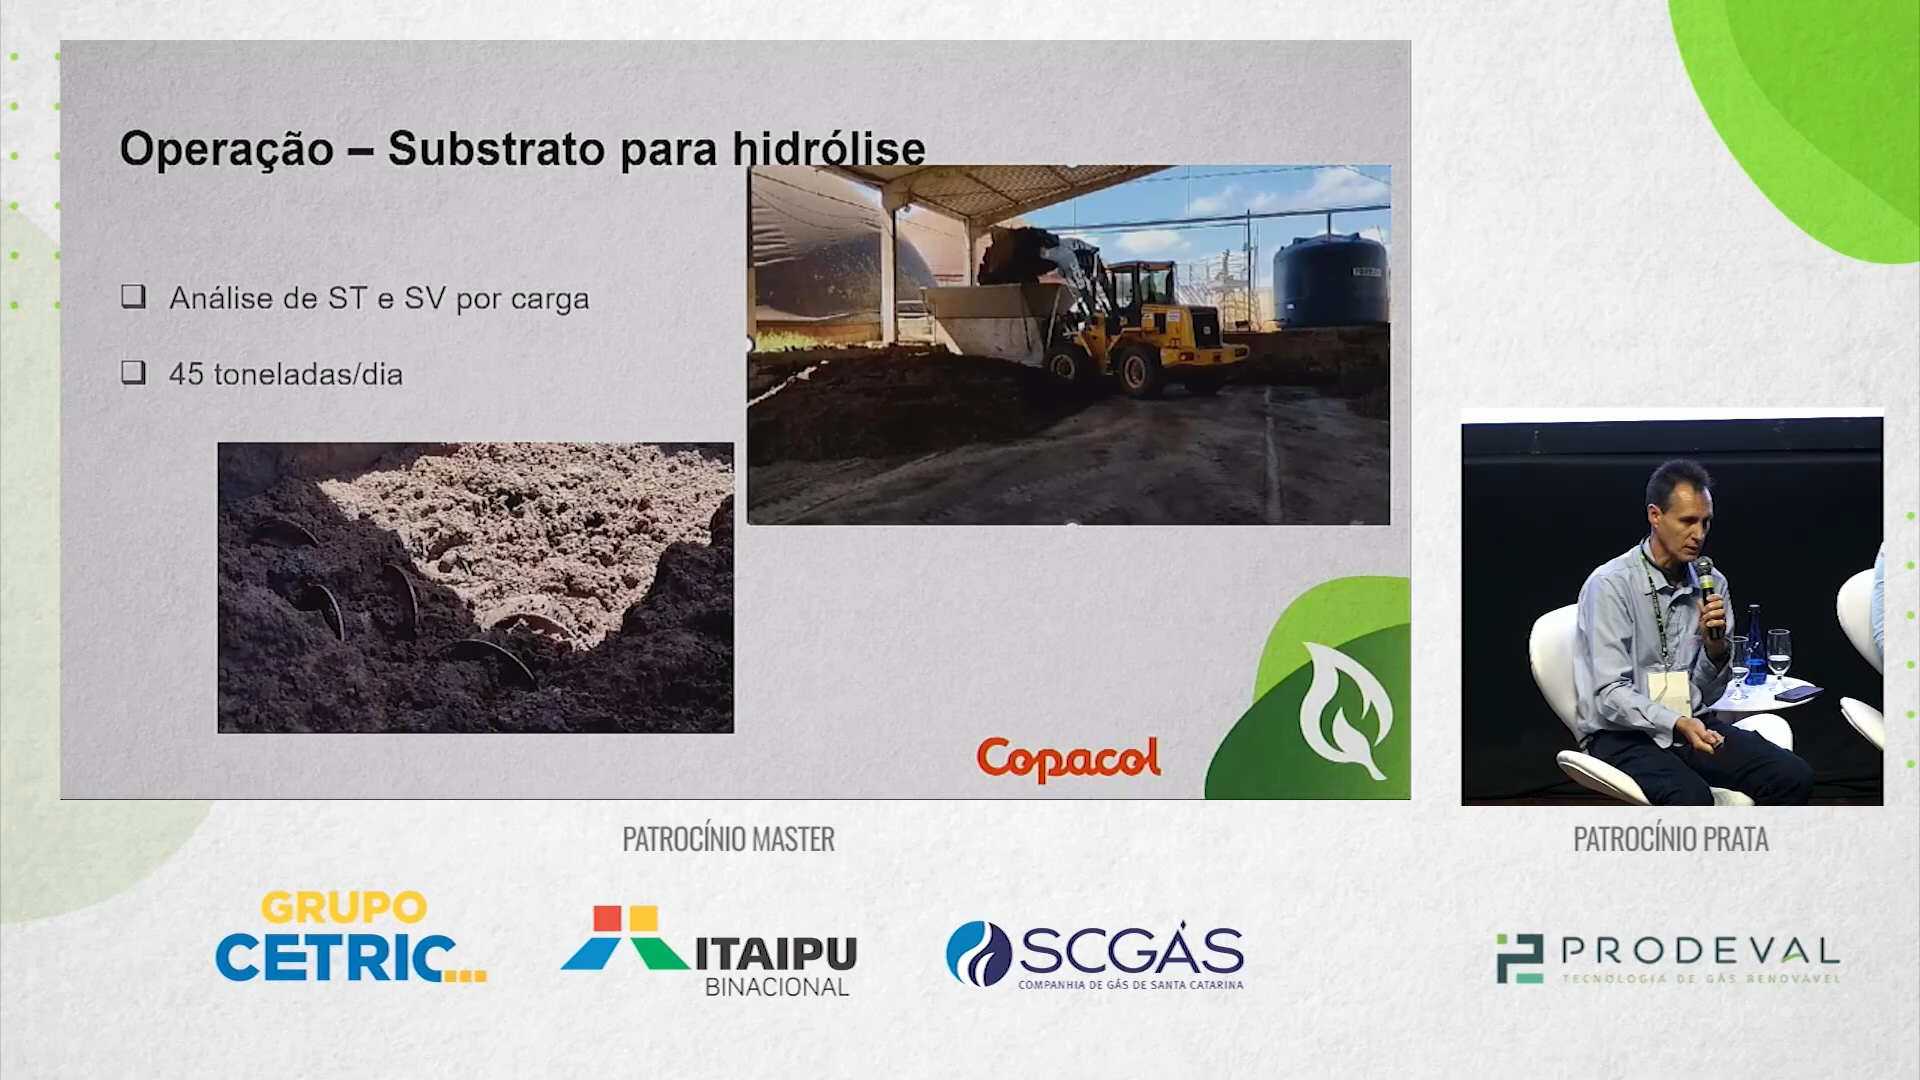 Operação – Substrato para hidrólise
Análise de ST e SV por carga
45 toneladas/dia
Copacol
PATROCÍNIO MASTER
PATROCÍNIO PRATA
GRUPO
CETRIC...
ITAIPU
BINACIONAL
SCGÁS
COMPANHIA DE GÁS DE SANTA CATARINA
PRODEVAL
TECNOLOGIA DE GÁS RENOVÁVEL